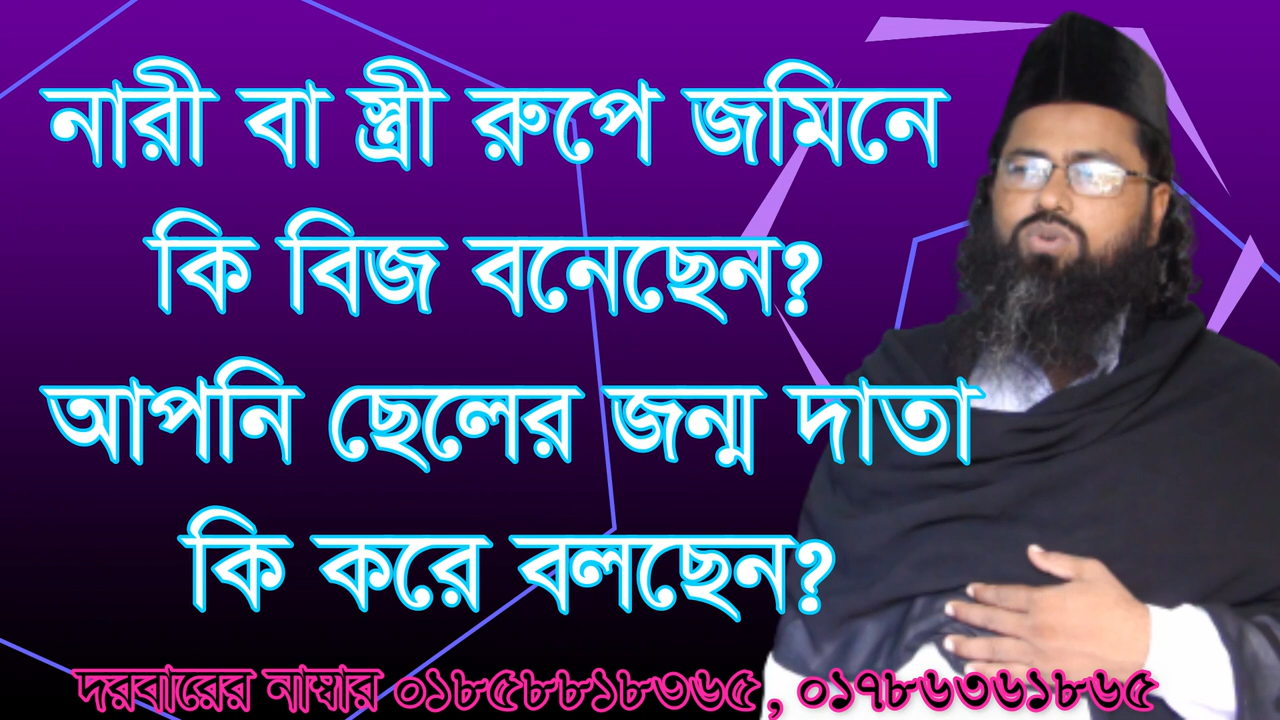 নারী বা স্ত্রী রুপে জমিনে
কি বিজ বনেছেন?
আপনি ছেলের জন্ম দাতা
কি করে বলছেন?
দরবারের নাম্বার ০১৮৫৮৮১৮৩৬৫, ০১৭৮৬৩৬১৮৬৫